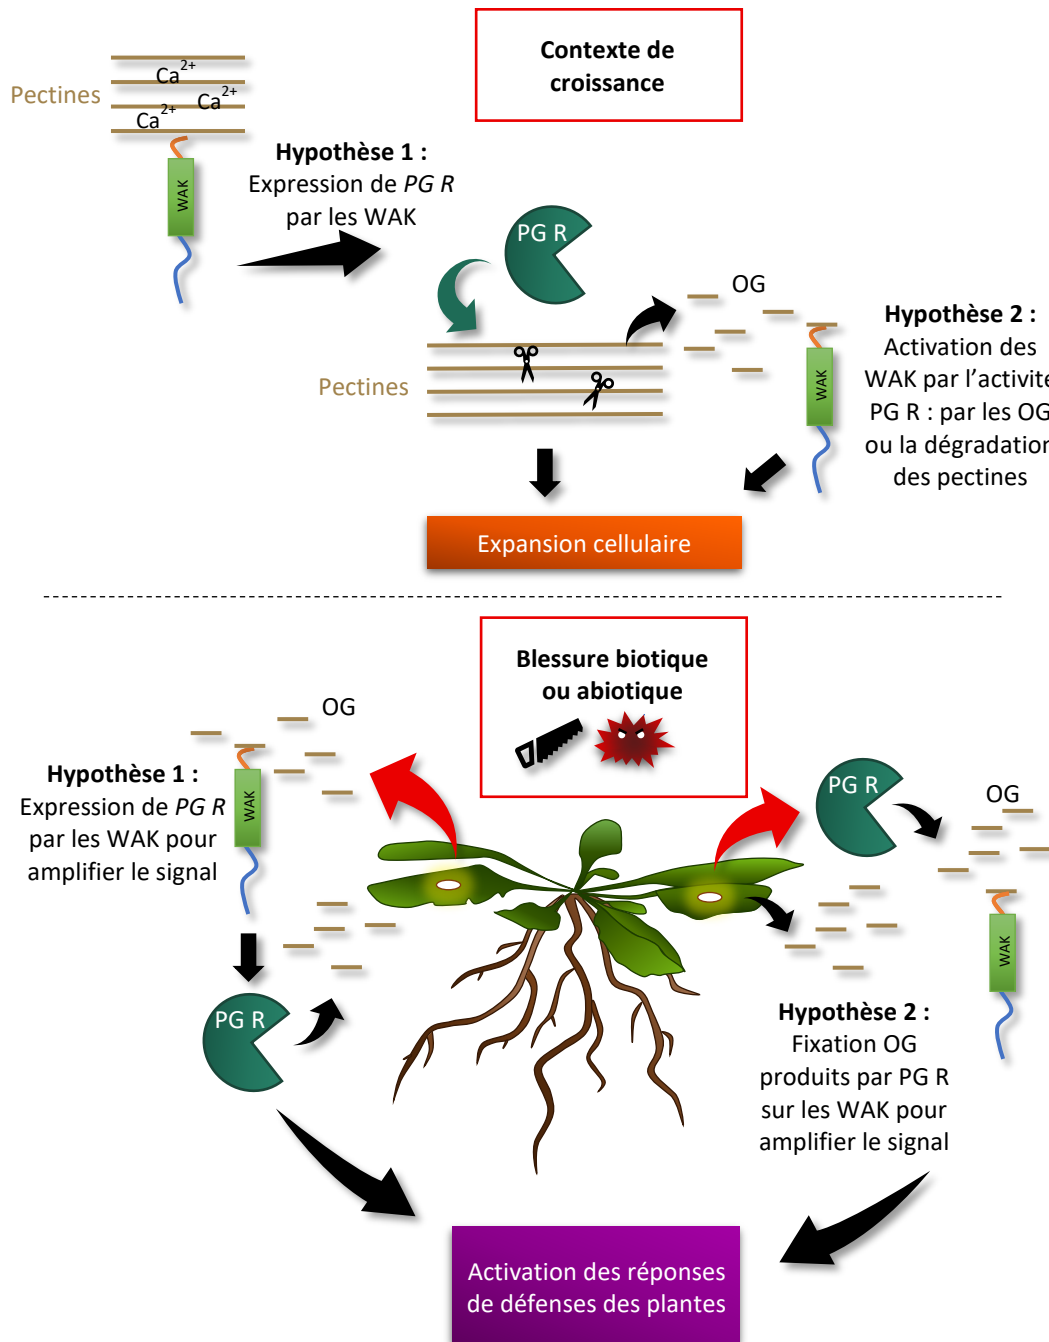 Contexte de
croissance
Pectines
Ca2+
Ca2+
Ca2+
WAK
Hypothèse 1 :
Expression de PG R
par les WAK
PG R
OG
Pectines
WAK
Hypothèse 2 :
Activation des
WAK par l’activité
PG R : par les OG
ou la dégradation
des pectines
Expansion cellulaire
Blessure biotique
ou abiotique
OG
WAK
Hypothèse 1 :
Expression de PG R
par les WAK pour
amplifier le signal
PG R
PG R
OG
WAK
Hypothèse 2 :
Fixation OG
produits par PG R
sur les WAK pour
amplifier le signal
Activation des réponses
de défenses des plantes